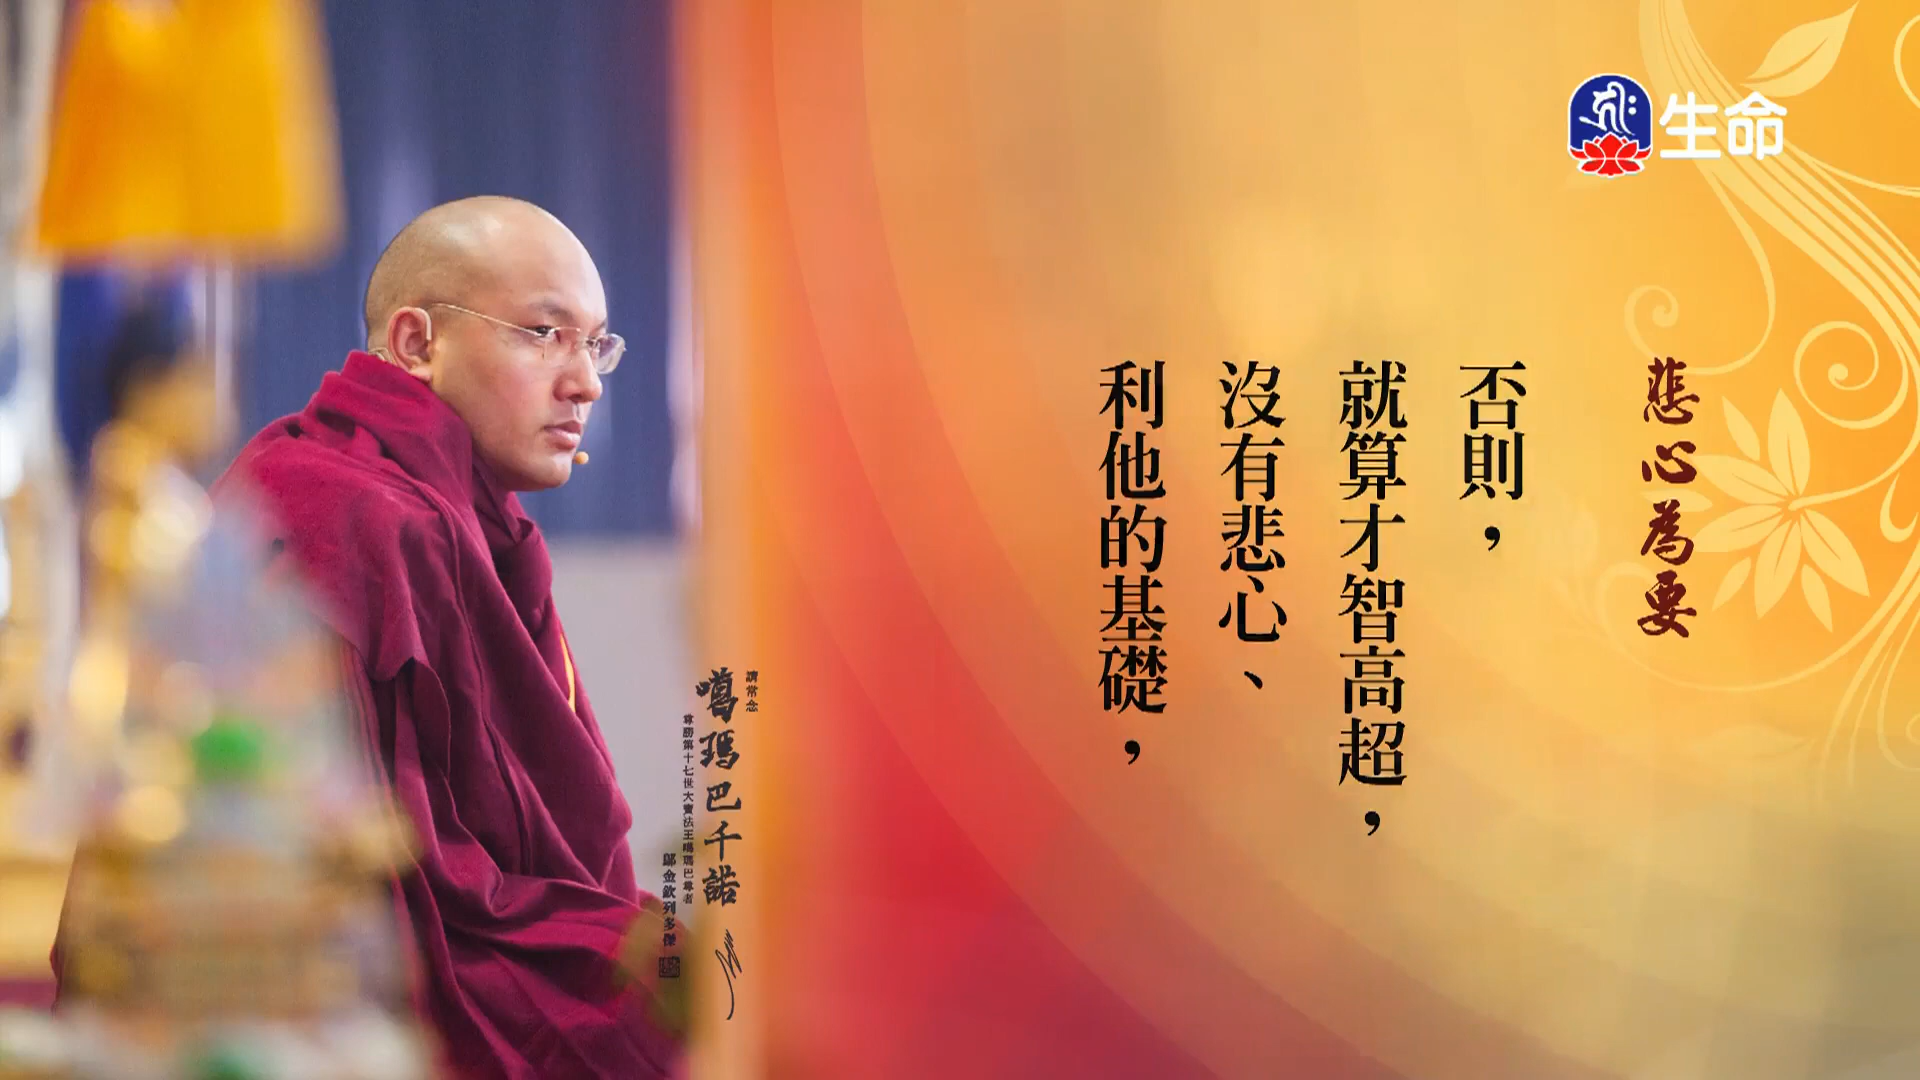 生命
悲心為要
否則，
就算才智高超，
沒有悲心、
利他的基礎，
請常念
噶瑪巴千諾
尊勝第十七世大寶法王噶瑪巴尊者
鄔金欽列多傑